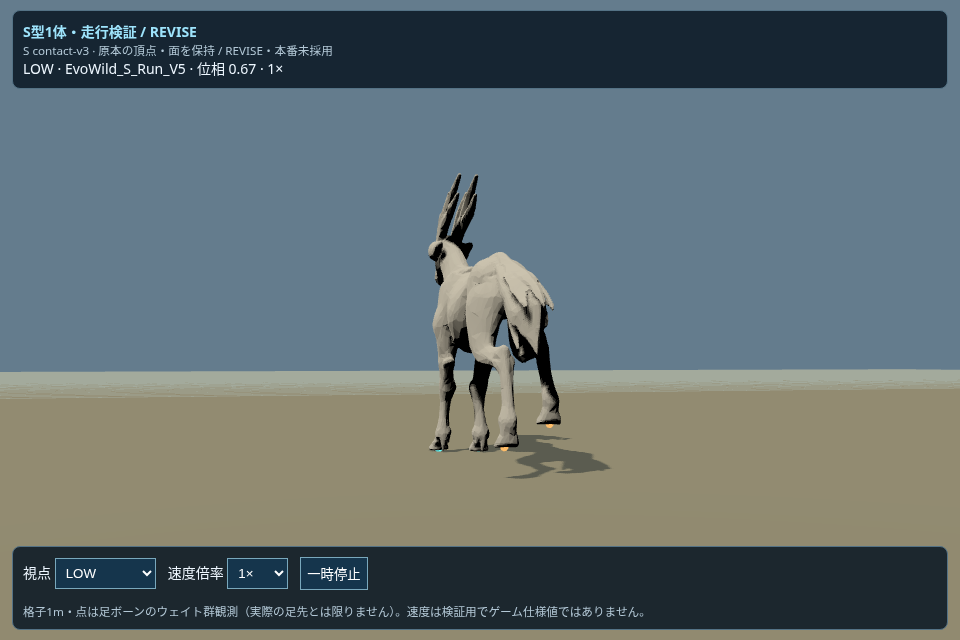 S型1体・走行検証 / REVISE
S contact-v3 · 原本の頂点・面を保持 / REVISE・本番未採用
LOW · EvoWild_S_Run_V5 · 位相 0.67 · 1×
視点 LOW 速度倍率 1× 一時停止
格子1m・点は足ボーンのウェイト群観測（実際の足先とは限りません）。速度は検証用でゲーム仕様値ではありません。